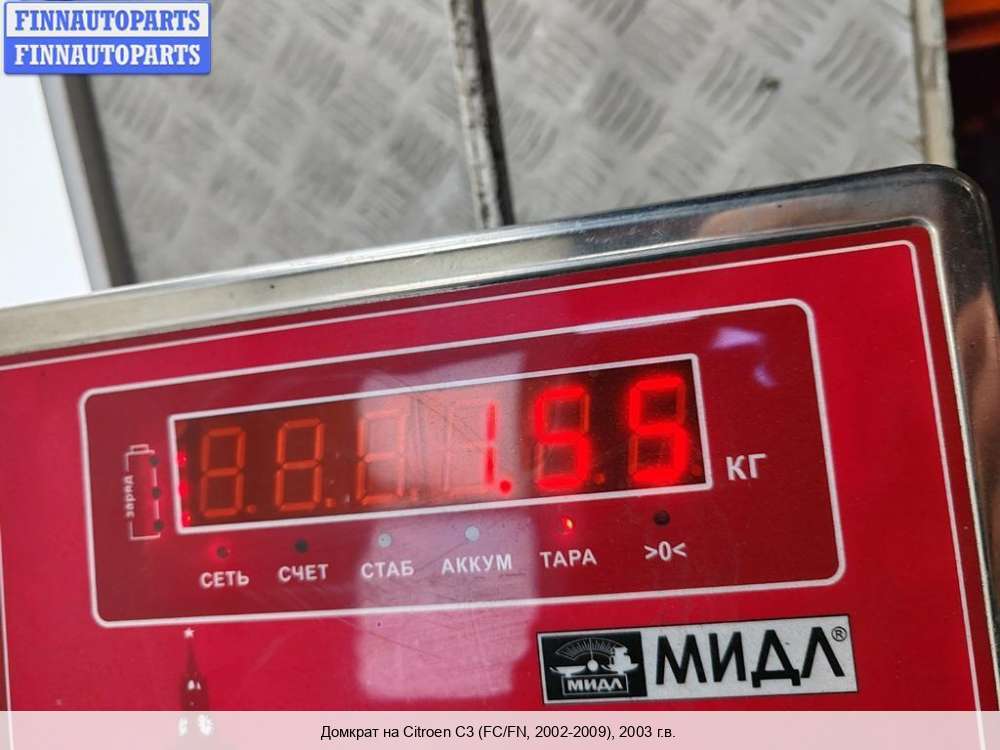 FINNAUTOPARTS
FINNAUTOPARTS
1.55
КГ
заряд
СЕТЬ СЧЕТ СТАБ АККУМ ТАРА >0<
МИДЛ МИДЛ®
Домкрат на Citroen C3 (FC/FN, 2002-2009), 2003 г.в.